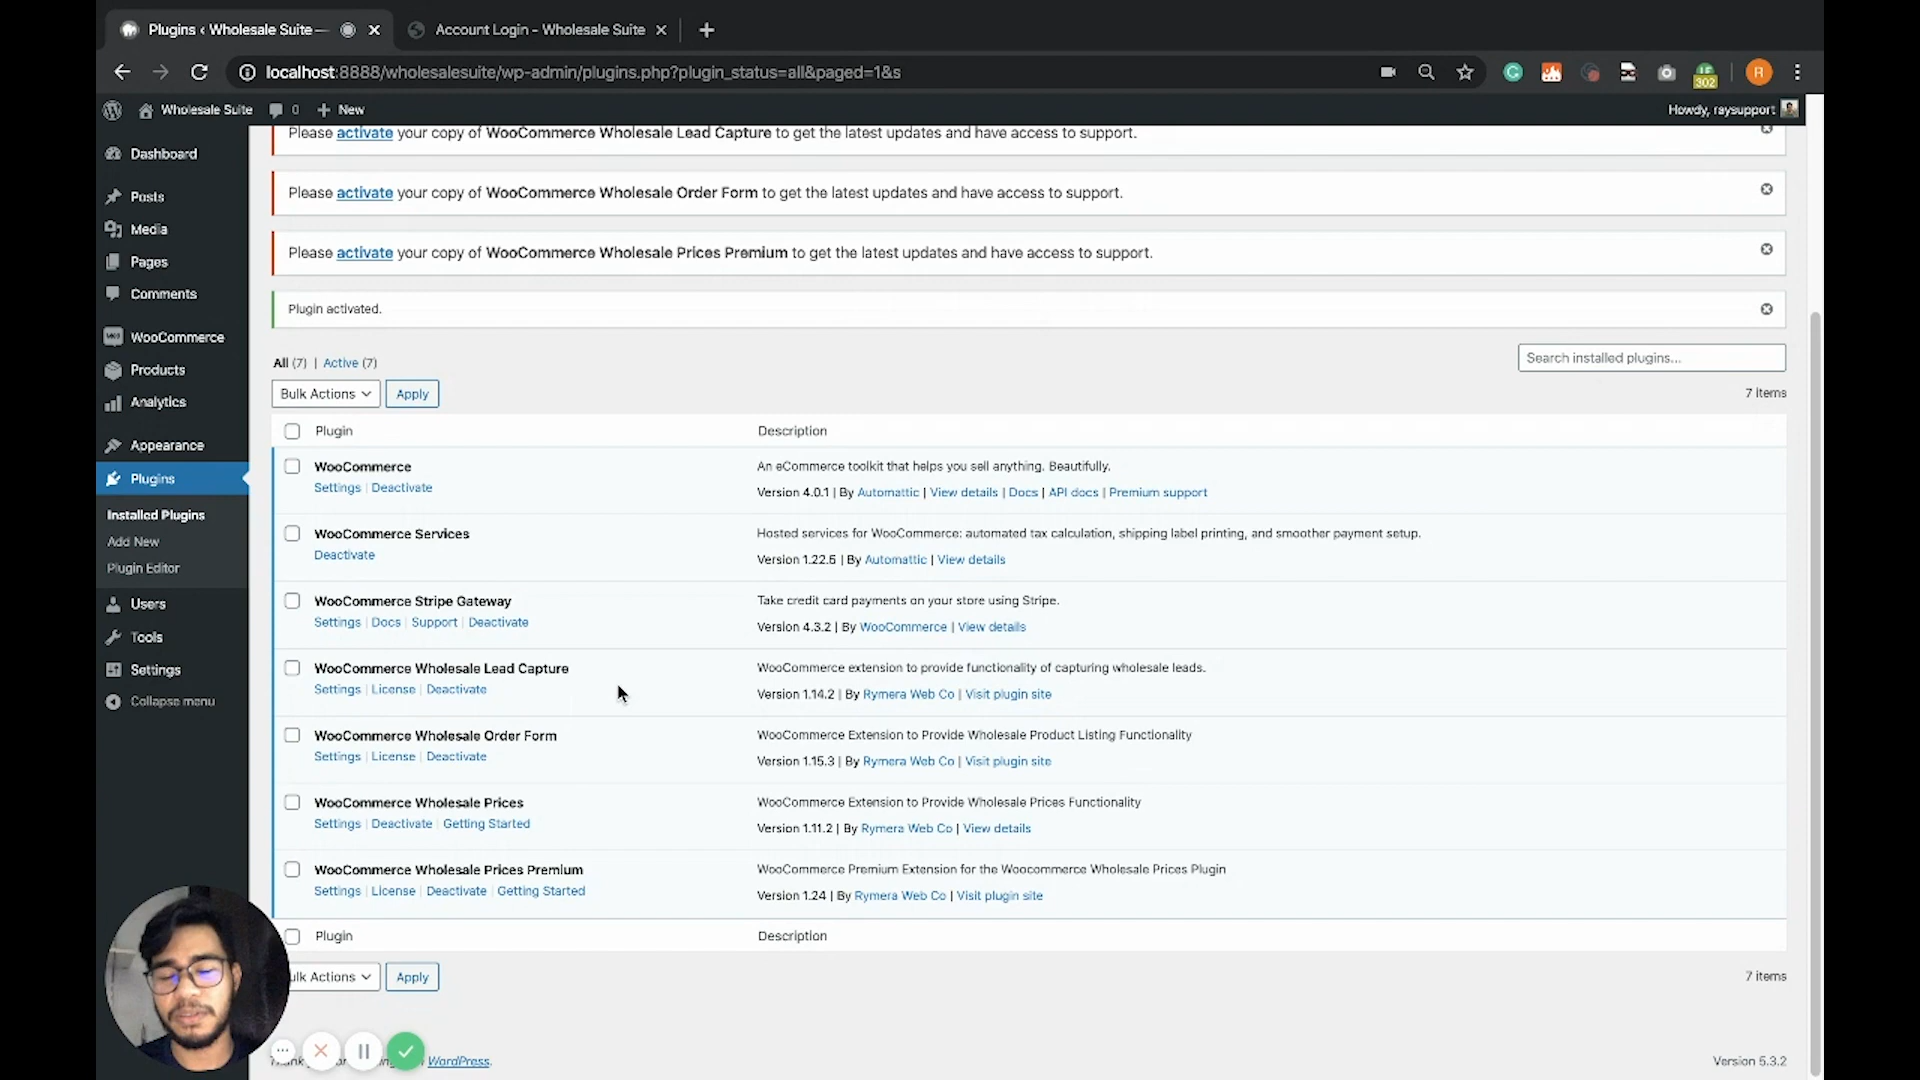 Plugins ‹ Wholesale Suite —
Account Login - Wholesale Suite
localhost:8888/wholesalesuite/wp-admin/plugins.php?plugin_status=all&paged=1&s
302
R
Wholesale Suite
0
New
Howdy, raysupport
Dashboard
Posts
Media
Pages
Comments
WooCommerce
Products
Analytics
Appearance
Plugins
Installed Plugins
Add New
Plugin Editor
Users
Tools
Settings
Collapse menu
Please activate your copy of WooCommerce Wholesale Lead Capture to get the latest updates and have access to support.
Please activate your copy of WooCommerce Wholesale Order Form to get the latest updates and have access to support.
Please activate your copy of WooCommerce Wholesale Prices Premium to get the latest updates and have access to support.
Plugin activated.
All (7) | Active (7)
Search installed plugins...
Bulk Actions
Apply
7 items
Plugin
Description
WooCommerce
Settings | Deactivate
An eCommerce toolkit that helps you sell anything. Beautifully.
Version 4.0.1 | By Automattic | View details | Docs | API docs | Premium support
WooCommerce Services
Deactivate
Hosted services for WooCommerce: automated tax calculation, shipping label printing, and smoother payment setup.
Version 1.22.5 | By Automattic | View details
WooCommerce Stripe Gateway
Settings | Docs | Support | Deactivate
Take credit card payments on your store using Stripe.
Version 4.3.2 | By WooCommerce | View details
WooCommerce Wholesale Lead Capture
Settings | License | Deactivate
WooCommerce extension to provide functionality of capturing wholesale leads.
Version 1.14.2 | By Rymera Web Co | Visit plugin site
WooCommerce Wholesale Order Form
Settings | License | Deactivate
WooCommerce Extension to Provide Wholesale Product Listing Functionality
Version 1.15.3 | By Rymera Web Co | Visit plugin site
WooCommerce Wholesale Prices
Settings | Deactivate | Getting Started
WooCommerce Extension to Provide Wholesale Prices Functionality
Version 1.11.2 | By Rymera Web Co | View details
WooCommerce Wholesale Prices Premium
Settings | License | Deactivate | Getting Started
WooCommerce Premium Extension for the Woocommerce Wholesale Prices Plugin
Version 1.24 | By Rymera Web Co | Visit plugin site
Plugin
Description
ulk Actions
Apply
7 items
WordPress.
Version 5.3.2